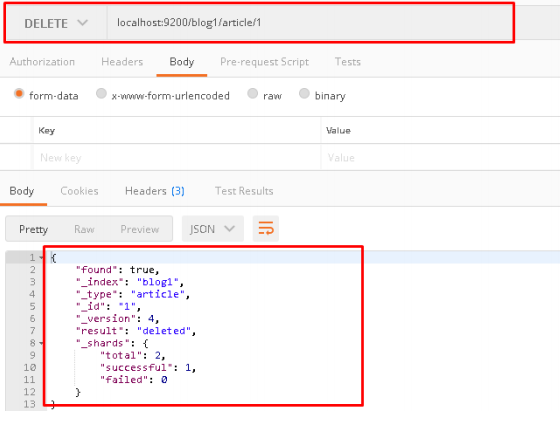 DELETE localhost:9200/blog1/article/1
Authorization Headers Body Pre-request Script Tests
form-data x-www-form-urlencoded raw binary
Key Value
New key Value
Body Cookies Headers (3) Test Results
Pretty Raw Preview JSON
1 {
2 "found": true,
3 "_index": "blog1",
4 "_type": "article",
5 "_id": "1",
6 "_version": 4,
7 "result": "deleted",
8 "_shards": {
9 "total": 2,
10 "successful": 1,
11 "failed": 0
12 }
13 }